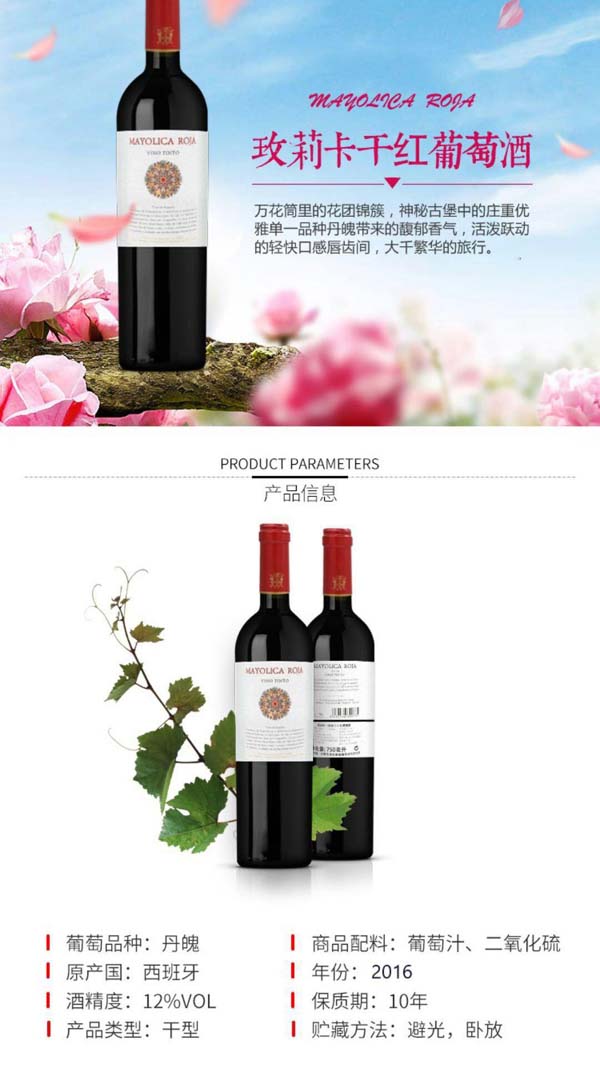 MAYOLICA ROJA
玫莉卡干红葡萄酒
万花筒里的花团锦簇，神秘古堡中的庄重优
雅单一品种丹魄带来的馥郁香气，活泼跃动
的轻快口感唇齿间，大千繁华的旅行。
MAYOLICA ROJA
VINO TINTO
PRODUCT PARAMETERS
产品信息
MAYOLICA ROJA
VINO TINTO
MAYOLICA ROJA
750毫升
葡萄品种：丹魄
商品配料：葡萄汁、二氧化硫
原产国：西班牙
年份：2016
酒精度：12%VOL
保质期：10年
产品类型：干型
贮藏方法：避光，卧放